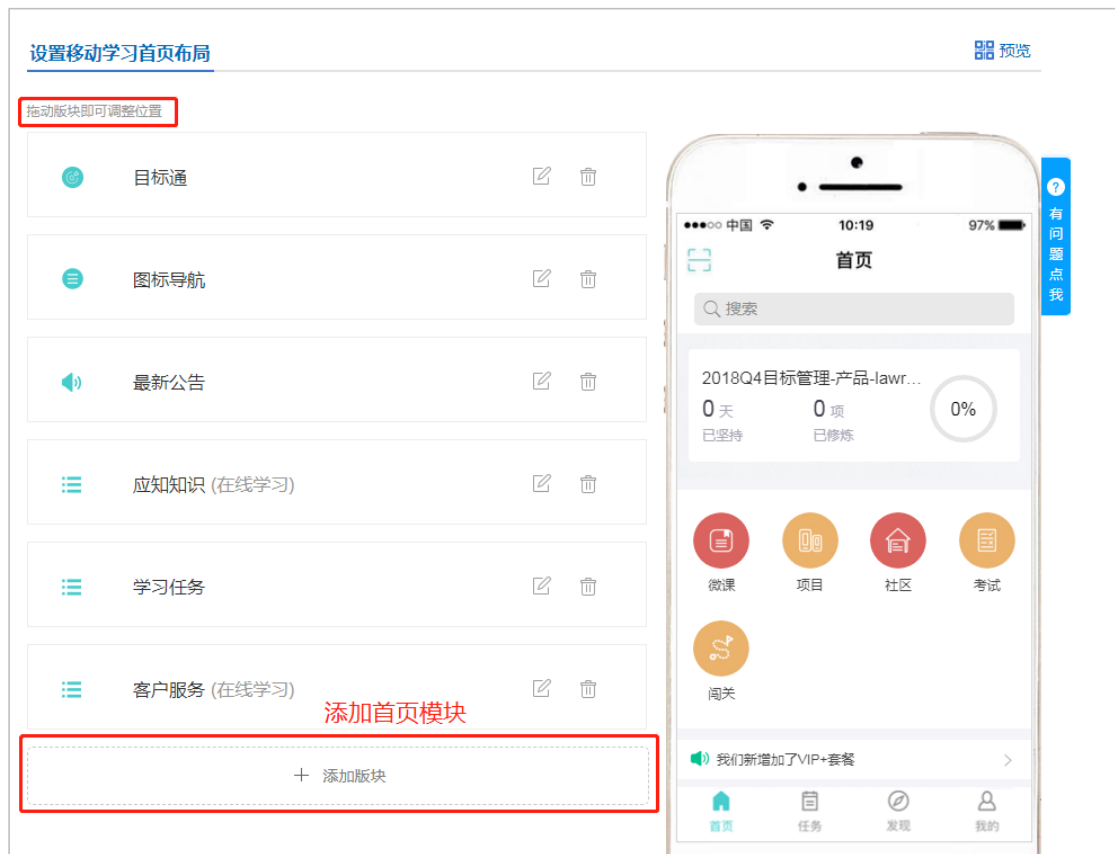 设置移动学习首页布局
预览
拖动版块即可调整位置
目标通
图标导航
最新公告
应知知识 (在线学习)
学习任务
客户服务 (在线学习)
添加首页模块
+ 添加版块
中国
10:19
97%
首页
搜索
2018Q4目标管理-产品-lawr...
0 天
0 项
0%
已坚持
已修炼
微课
项目
社区
考试
闯关
我们新增加了VIP+套餐
首页
任务
发现
我的
?
有问题点我